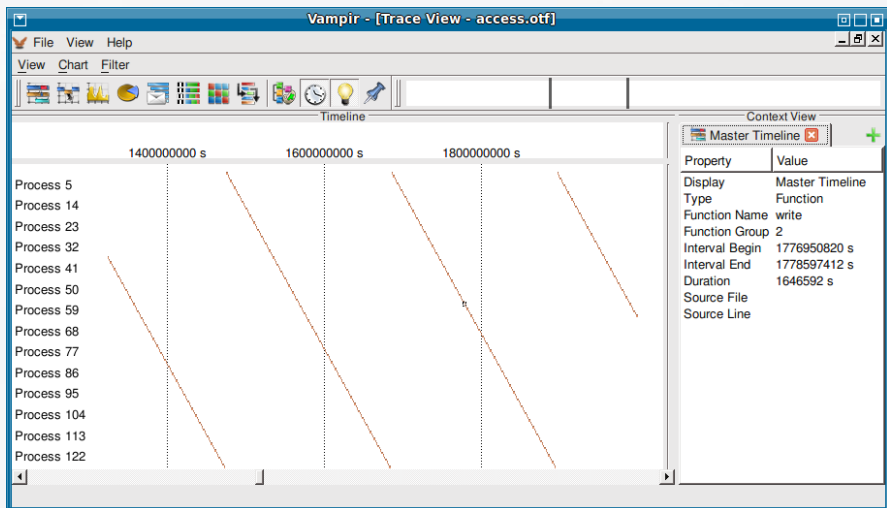 Vampir - [Trace View - access.otf]
File View Help
View Chart Filter
Timeline
1400000000 s 1600000000 s 1800000000 s
Process 5
Process 14
Process 23
Process 32
Process 41
Process 50
Process 59
Process 68
Process 77
Process 86
Process 95
Process 104
Process 113
Process 122
Context View
Master Timeline
Property Value
Display Master Timeline
Type Function
Function Name write
Function Group 2
Interval Begin 1776950820 s
Interval End 1778597412 s
Duration 1646592 s
Source File
Source Line